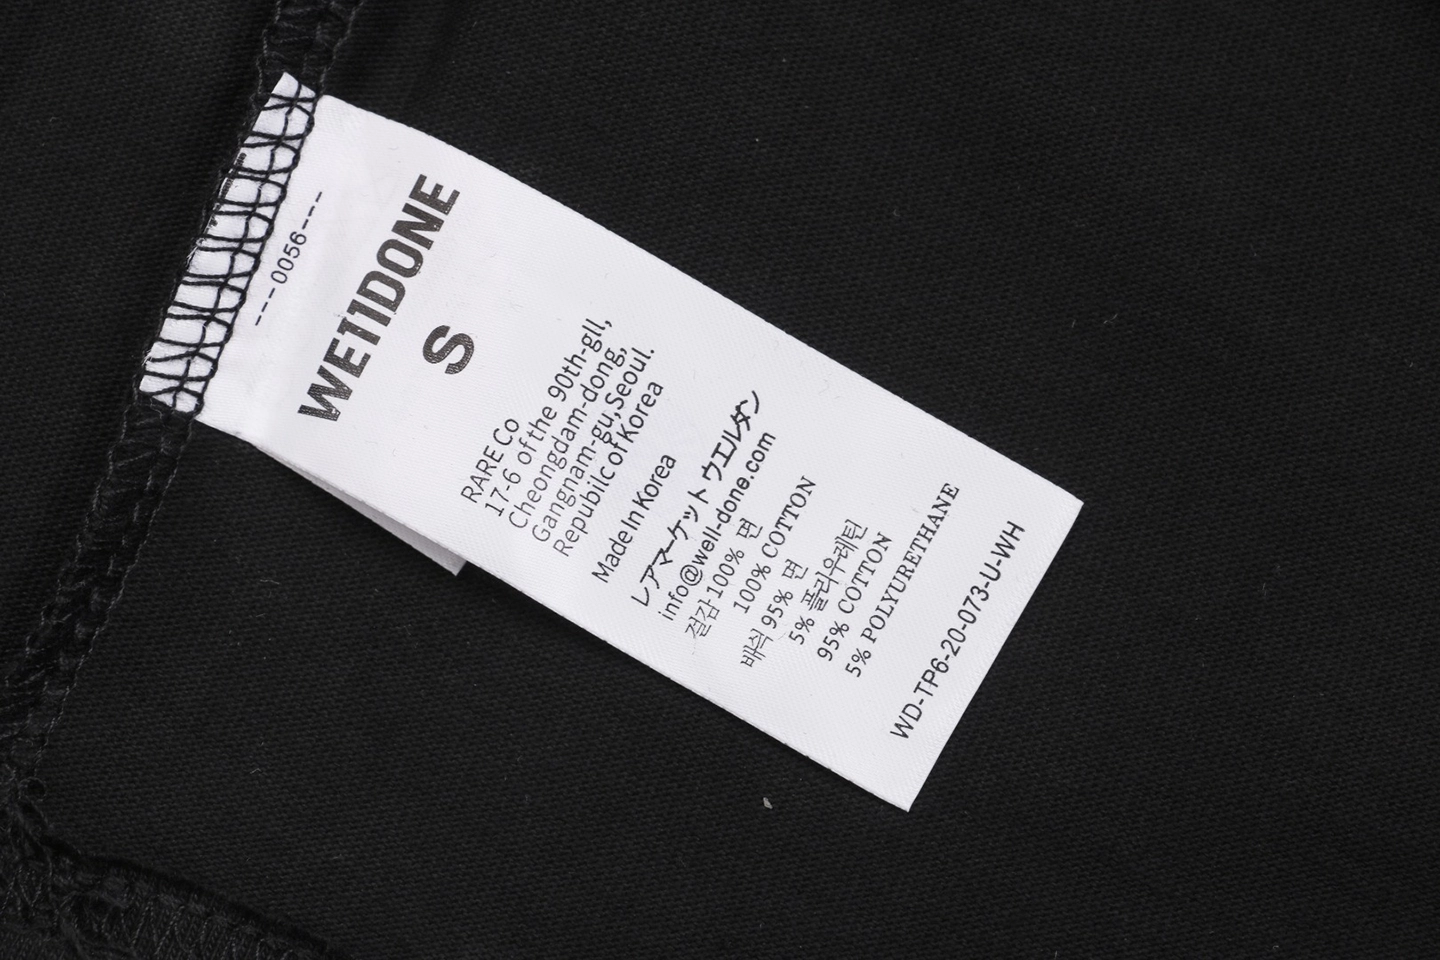 ---0056---
WE11DONE
S
RARE Co
17-6 of the 90th-gll,
Cheongdam-dong,
Gangnam-gu,Seoul.
Republic of Korea
Made In Korea
レアマーケット ウエルダン
info@well-done.com
겉감 100% 면
100% COTTON
배색 95% 면
5% 폴리우레탄
95% COTTON
5% POLYURETHANE
WD-TP6-20-073-U-WH